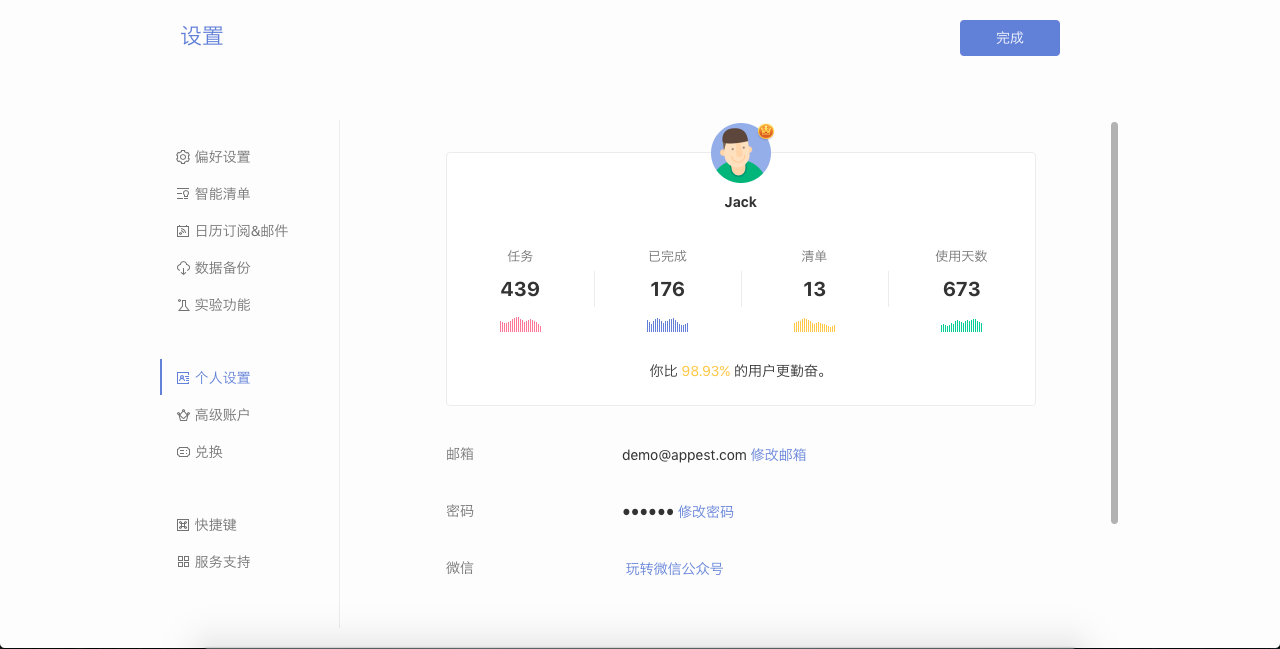 设置
完成
偏好设置
智能清单
日历订阅&邮件
数据备份
实验功能
个人设置
高级账户
兑换
快捷键
服务支持
Jack
任务 已完成 清单 使用天数
439 176 13 673
你比 98.93% 的用户更勤奋。
邮箱 demo@appest.com 修改邮箱
密码 ●●●●●● 修改密码
微信 玩转微信公众号